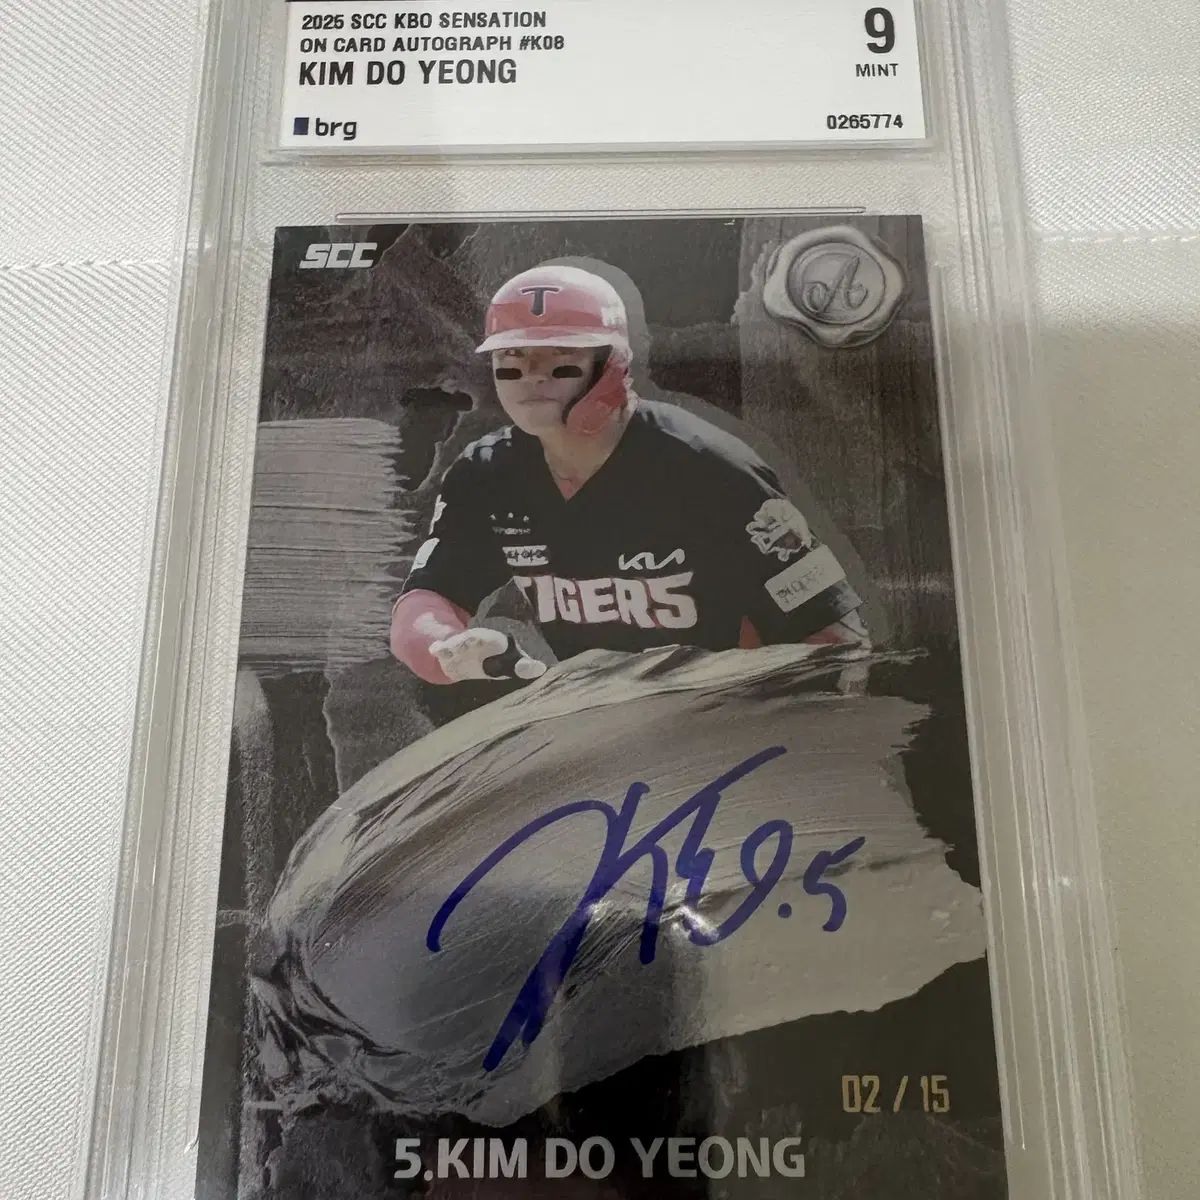 2025 SCC KBO SENSATION
ON CARD AUTOGRAPH #K08
KIM DO YEONG
9
MINT
brg
0265774
SCC
A
T
KIA
TIGERS
02 / 15
5.KIM DO YEONG